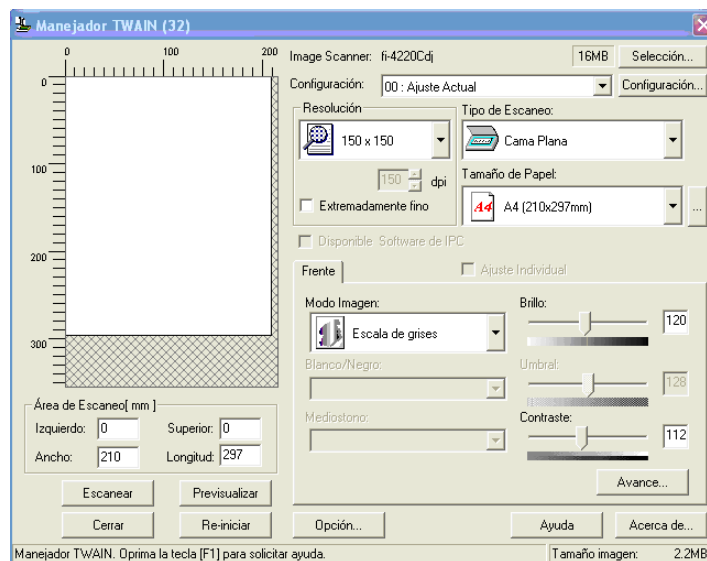 Manejador TWAIN (32)
0 100 200
0
100
200
300
Image Scanner: fi-4220Cdj 16MB Selección...
Configuración: 00 : Ajuste Actual Configuración...
Resolución
150 x 150
150 dpi
Extremadamente fino
Tipo de Escaneo:
Cama Plana
Tamaño de Papel:
A4 A4 (210x297mm) ...
Disponible Software de IPC
Frente Ajuste Individual
Modo Imagen:
Escala de grises
Blanco/Negro:
Mediostono:
Brillo:
120
Umbral:
128
Contraste:
112
Avance...
Área de Escaneo[ mm ]
Izquierdo: 0 Superior: 0
Ancho: 210 Longitud: 297
Escanear Previsualizar
Cerrar Re-iniciar Opción... Ayuda Acerca de...
Manejador TWAIN. Oprima la tecla [F1] para solicitar ayuda. Tamaño imagen: 2.2MB